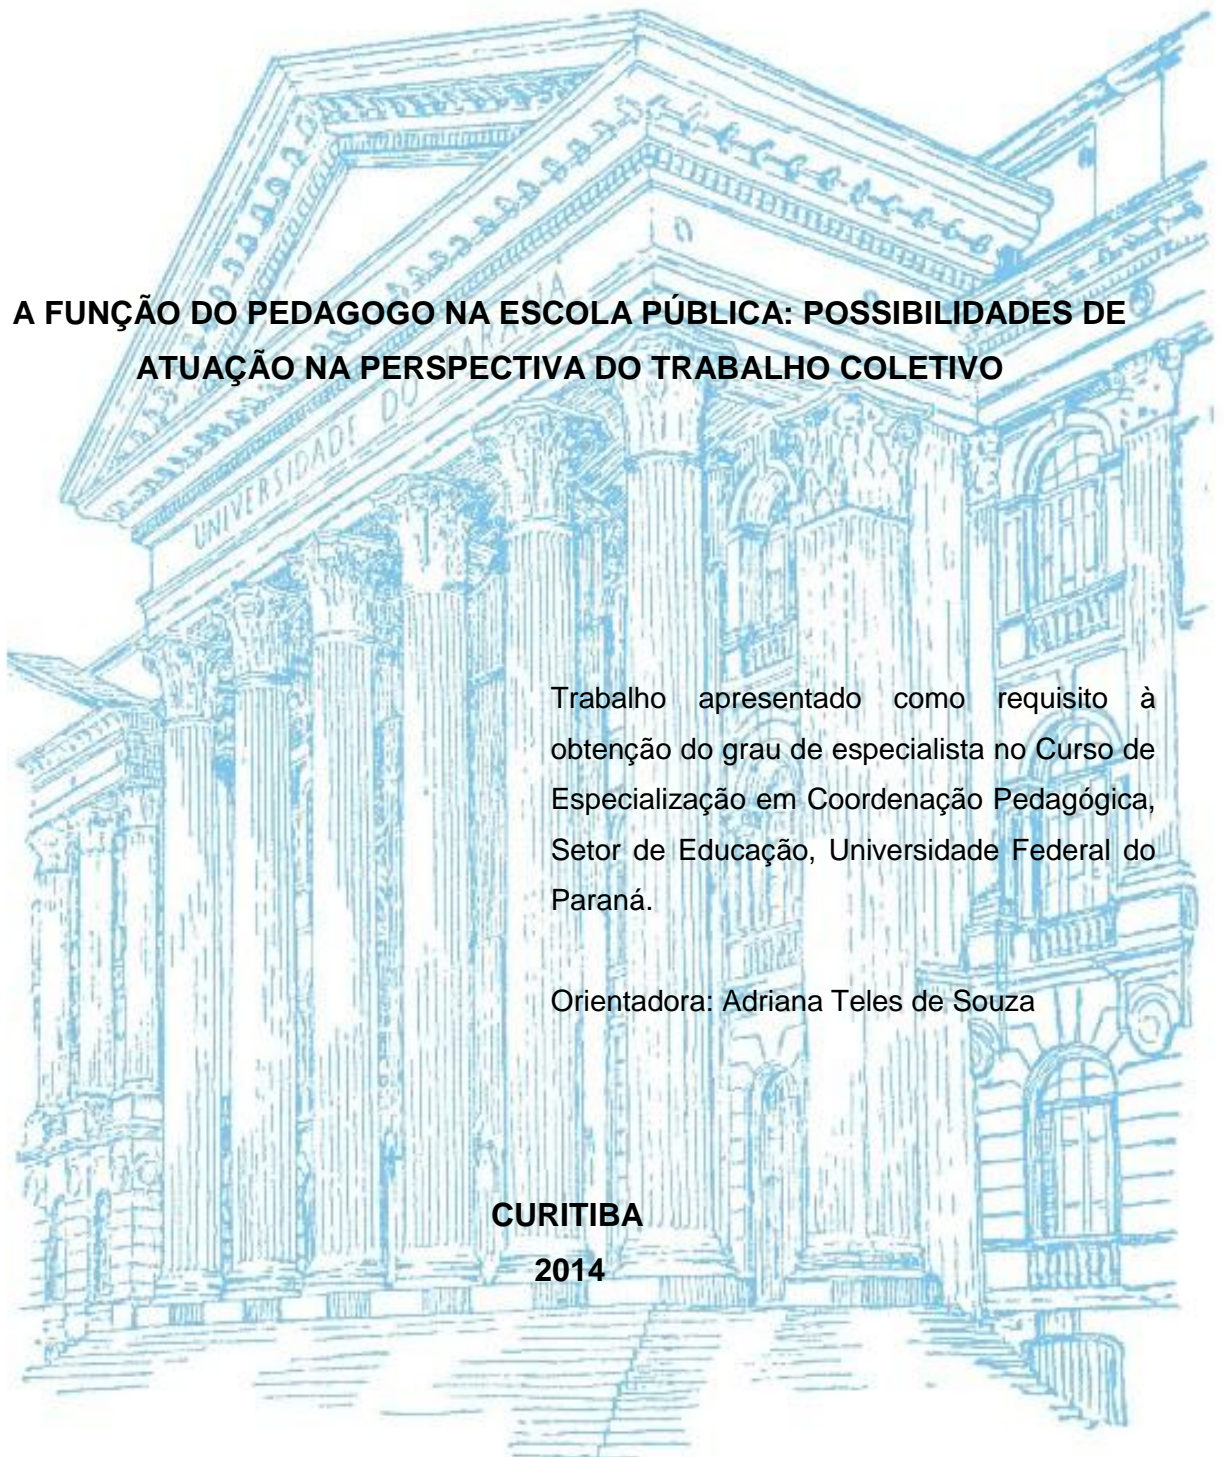 A FUNÇÃO DO PEDAGOGO NA ESCOLA PÚBLICA: POSSIBILIDADES DE
ATUAÇÃO NA PERSPECTIVA DO TRABALHO COLETIVO
UNIVERSIDADE DO PARANÁ
Trabalho apresentado como requisito à
obtenção do grau de especialista no Curso de
Especialização em Coordenação Pedagógica,
Setor de Educação, Universidade Federal do
Paraná.
Orientadora: Adriana Teles de Souza
CURITIBA
2014